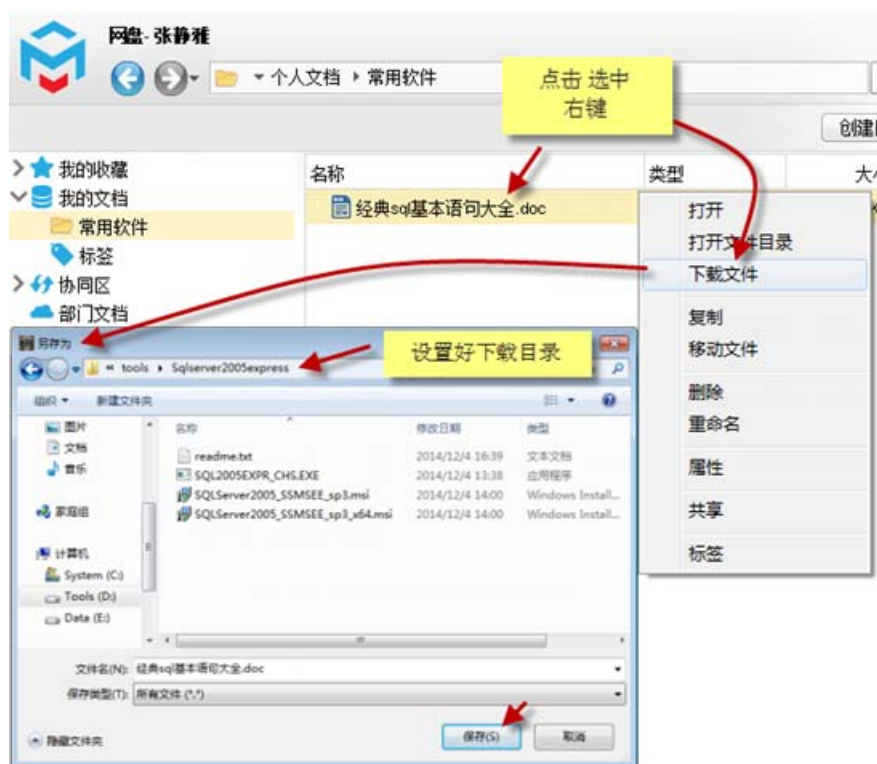 网盘-张静雅
个人文档 常用软件
点击 选中
右键
创建
我的收藏
我的文档
常用软件
标签
协同区
部门文档
名称 类型 大小
经典sql基本语句大全.doc
打开
打开文件目录
下载文件
复制
移动文件
删除
重命名
属性
共享
标签
另存为
设置好下载目录
tools Sqlserver2005express
组织 新建文件夹
图片
文档
音乐
家庭组
计算机
System (C:)
Tools (D:)
Data (E:)
名称 修改日期 类型
readme.txt 2014/12/4 16:39 文本文档
SQL2005EXPR_CHS.EXE 2014/12/4 13:38 应用程序
SQLServer2005_SSMSEE_sp3.msi 2014/12/4 14:00 Windows Install...
SQLServer2005_SSMSEE_sp3_x64.msi 2014/12/4 14:00 Windows Install...
文件名(N): 经典sql基本语句大全.doc
保存类型(T): 所有文件 (*.*)
隐藏文件夹
保存(S) 取消